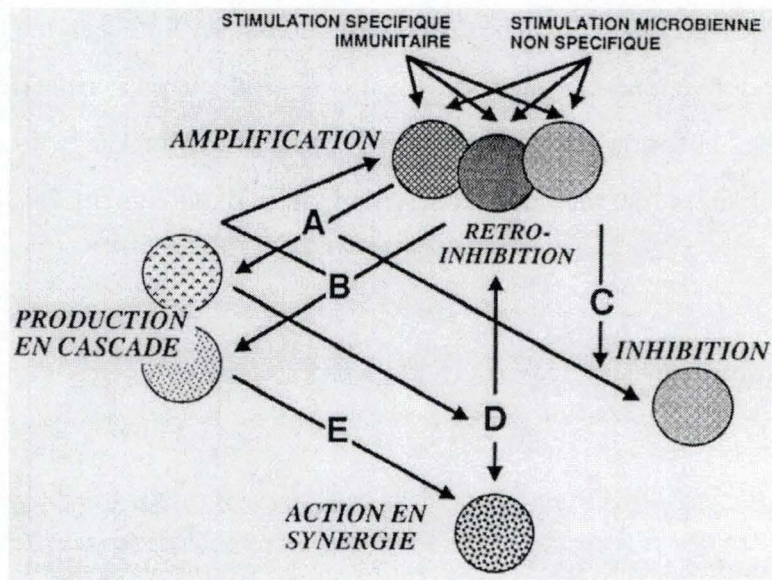 STIMULATION SPECIFIQUE
IMMUNITAIRE
STIMULATION MICROBIENNE
NON SPECIFIQUE
AMPLIFICATION
A
RETRO-
INHIBITION
B
C
PRODUCTION
EN CASCADE
INHIBITION
D
E
ACTION EN
SYNERGIE